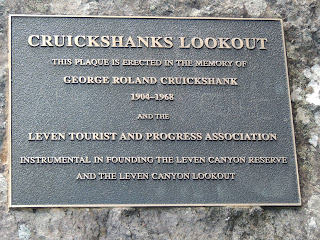 CRUICKSHANKS LOOKOUT
THIS PLAQUE IS ERECTED IN THE MEMORY OF
GEORGE ROLAND CRUICKSHANK
1904–1968
AND THE
LEVEN TOURIST AND PROGRESS ASSOCIATION
INSTRUMENTAL IN FOUNDING THE LEVEN CANYON RESERVE
AND THE LEVEN CANYON LOOKOUT